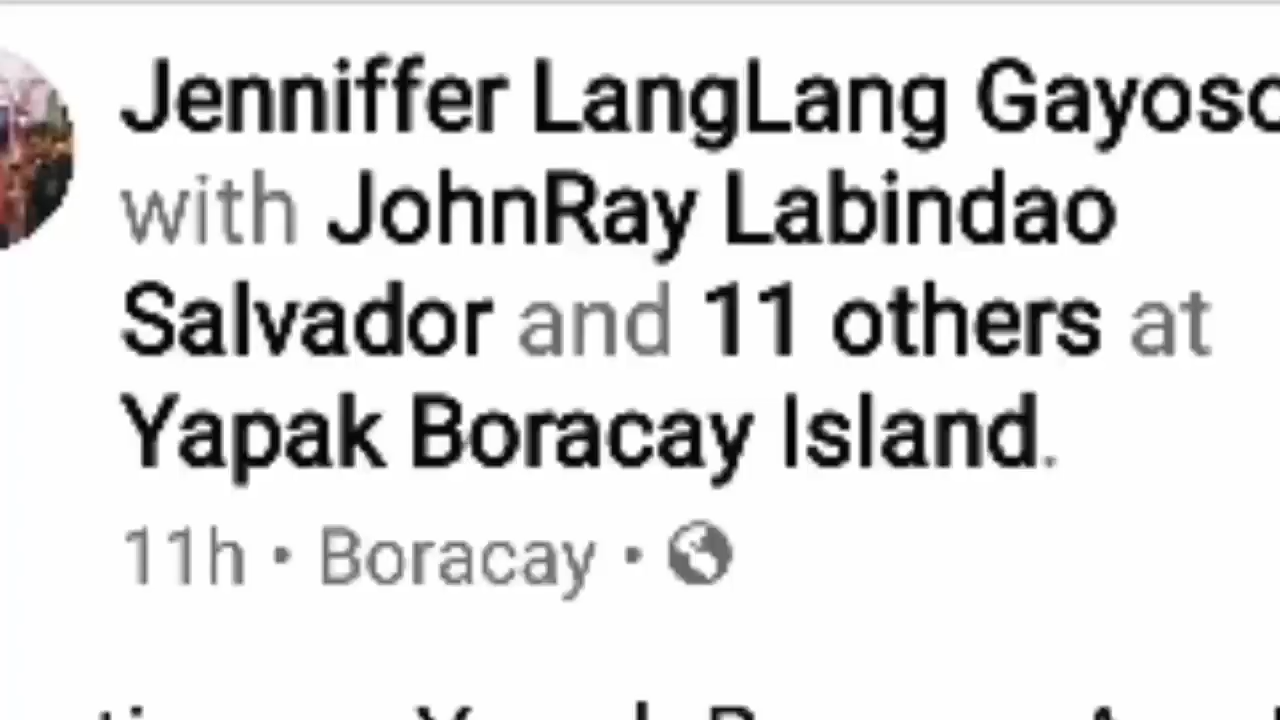 Jenniffer LangLang Gayoso
with JohnRay Labindao
Salvador and 11 others at
Yapak Boracay Island.
11h • Boracay •